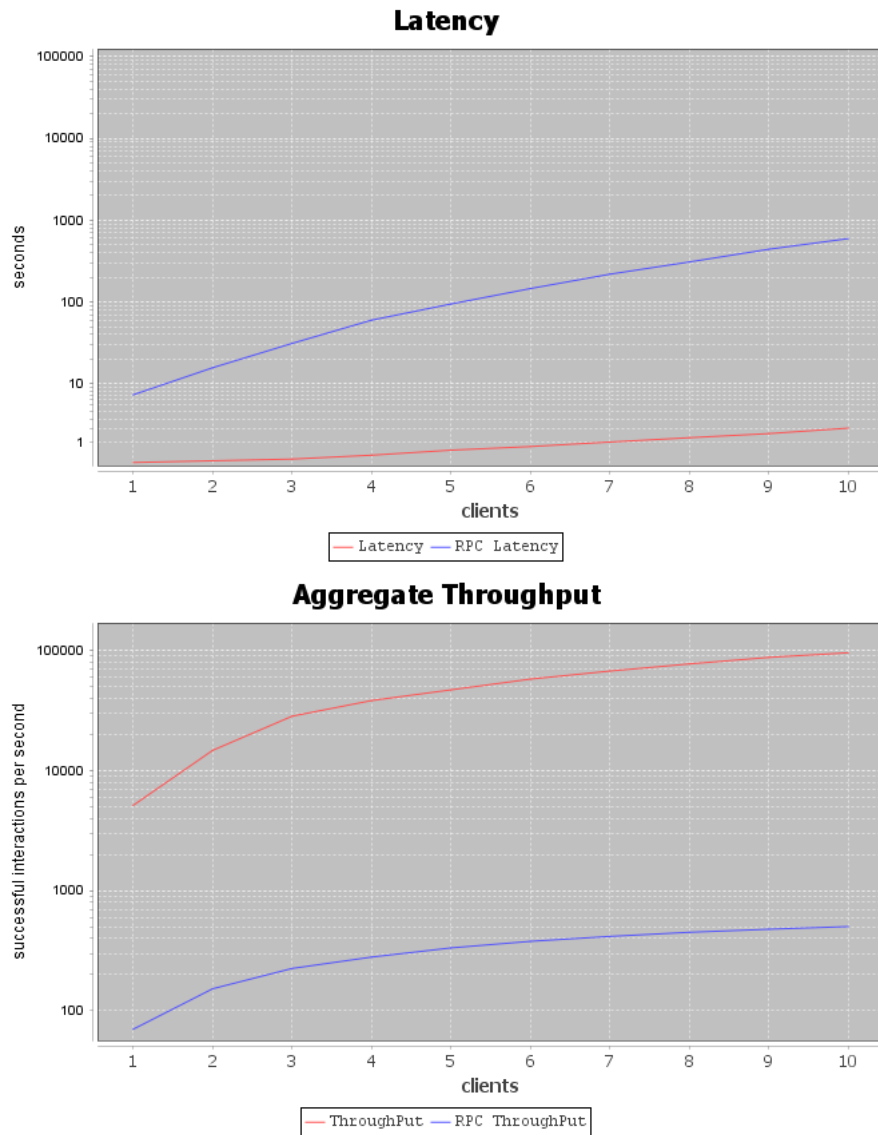 Latency
100000
10000
1000
100
10
1
seconds
1 2 3 4 5 6 7 8 9 10
clients
Latency RPC Latency
Aggregate Throughput
100000
10000
1000
100
successful interactions per second
1 2 3 4 5 6 7 8 9 10
clients
ThroughPut RPC ThroughPut